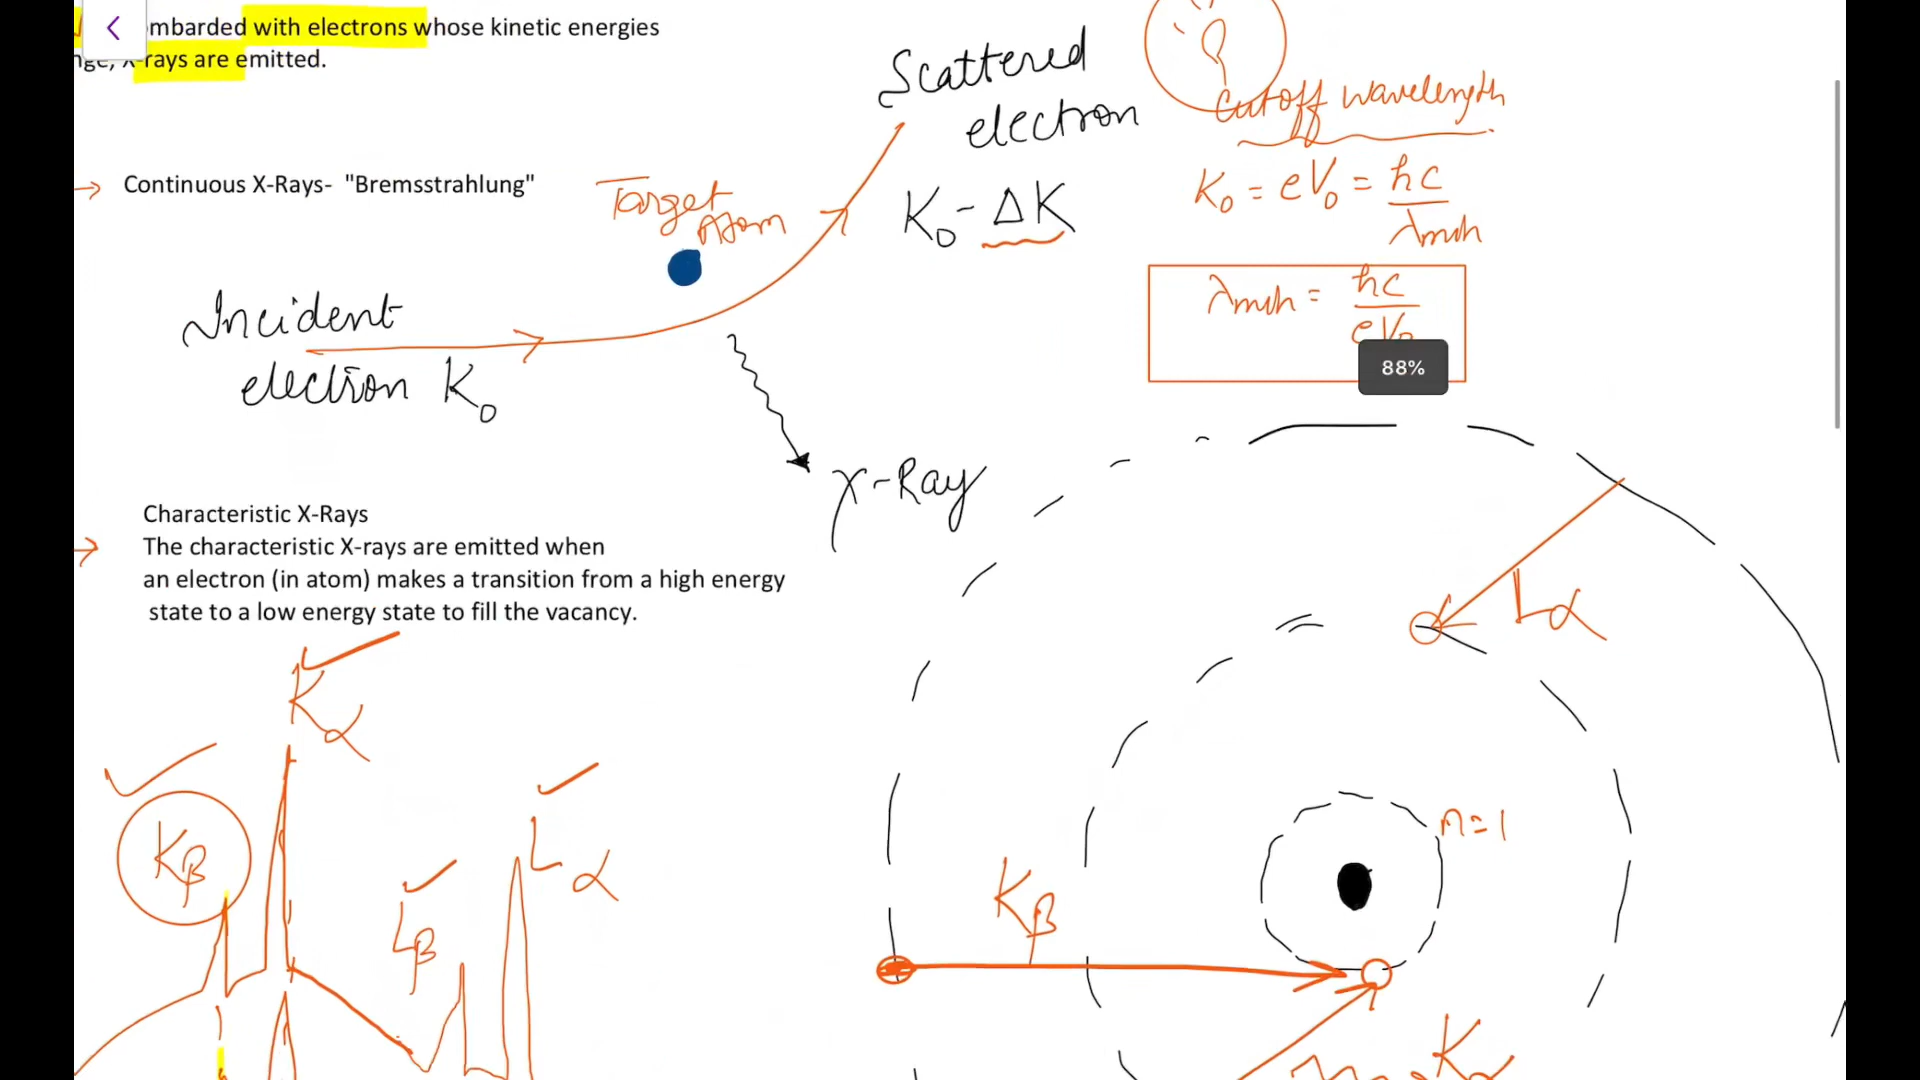 mbarded with electrons whose kinetic energies
X-rays are emitted.
Scattered
electron
K₀ - ΔK
Cutoff wavelength
K₀ = eV₀ = hc / λmin
λmin = hc / eV₀
88%
Continuous X-Rays- "Bremsstrahlung"
Target
Atom
Incident
electron K₀
X-Ray
Characteristic X-Rays
The characteristic X-rays are emitted when
an electron (in atom) makes a transition from a high energy
state to a low energy state to fill the vacancy.
Lα
Kα
Kβ
Lβ
Lα
n=1
Kβ